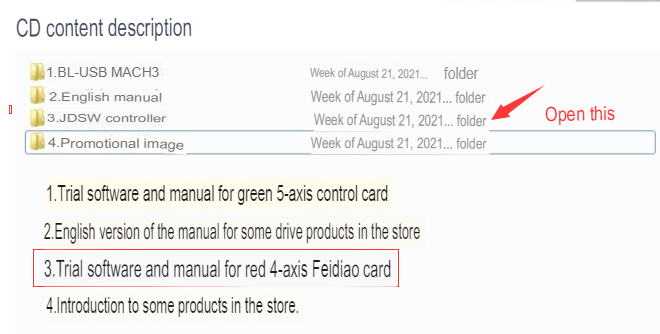 CD content description
1.BL-USB MACH3 Week of August 21, 2021... folder
2.English manual Week of August 21, 2021... folder
3.JDSW controller Week of August 21, 2021... folder
Open this
4.Promotional image Week of August 21, 2021... folder
1.Trial software and manual for green 5-axis control card
2.English version of the manual for some drive products in the store
3.Trial software and manual for red 4-axis Feidiao card
4.Introduction to some products in the store.